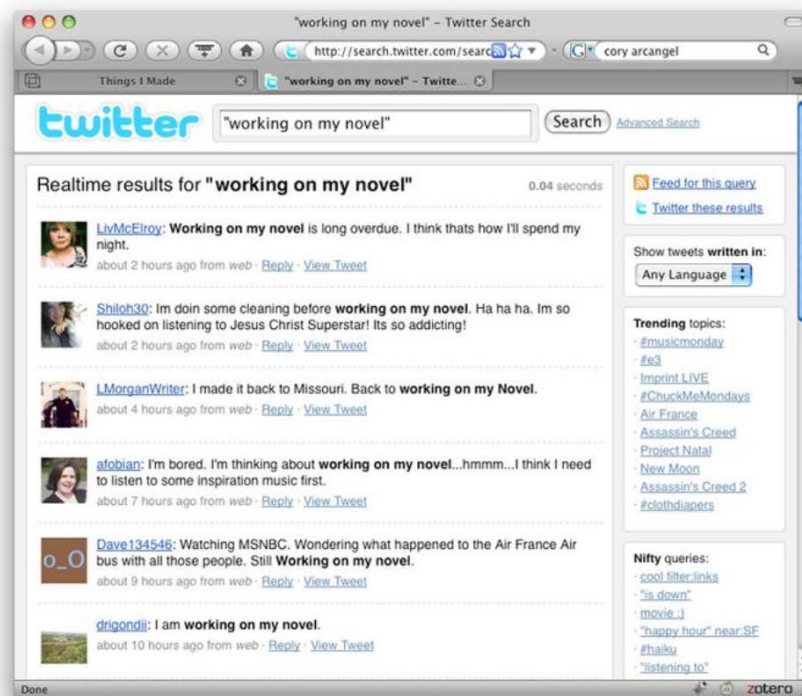 "working on my novel" – Twitter Search
http://search.twitter.com/searc
cory arcangel
Things I Made
"working on my novel" – Twitte...
twitter
"working on my novel"
Search
Advanced Search
Realtime results for "working on my novel"
0.04 seconds
LivMcElroy: Working on my novel is long overdue. I think thats how I'll spend my
night.
about 2 hours ago from web · Reply · View Tweet
Shiloh30: Im doin some cleaning before working on my novel. Ha ha ha. Im so
hooked on listening to Jesus Christ Superstar! Its so addicting!
about 2 hours ago from web · Reply · View Tweet
LMorganWriter: I made it back to Missouri. Back to working on my Novel.
about 4 hours ago from web · Reply · View Tweet
afobian: I'm bored. I'm thinking about working on my novel...hmmm...I think I need
to listen to some inspiration music first.
about 7 hours ago from web · Reply · View Tweet
o_O
Dave134546: Watching MSNBC. Wondering what happened to the Air France Air
bus with all those people. Still Working on my novel.
about 9 hours ago from web · Reply · View Tweet
drigondii: I am working on my novel.
about 10 hours ago from web · Reply · View Tweet
Feed for this query
Twitter these results
Show tweets written in:
Any Language
Trending topics:
· #musicmonday
· #e3
· Imprint LIVE
· #ChuckMeMondays
· Air France
· Assassin's Creed
· Project Natal
· New Moon
· Assassin's Creed 2
· #clothdiapers
Nifty queries:
· cool filter:links
· "is down"
· movie :)
· "happy hour" near:SF
· #haiku
· "listening to"
Done
zotero